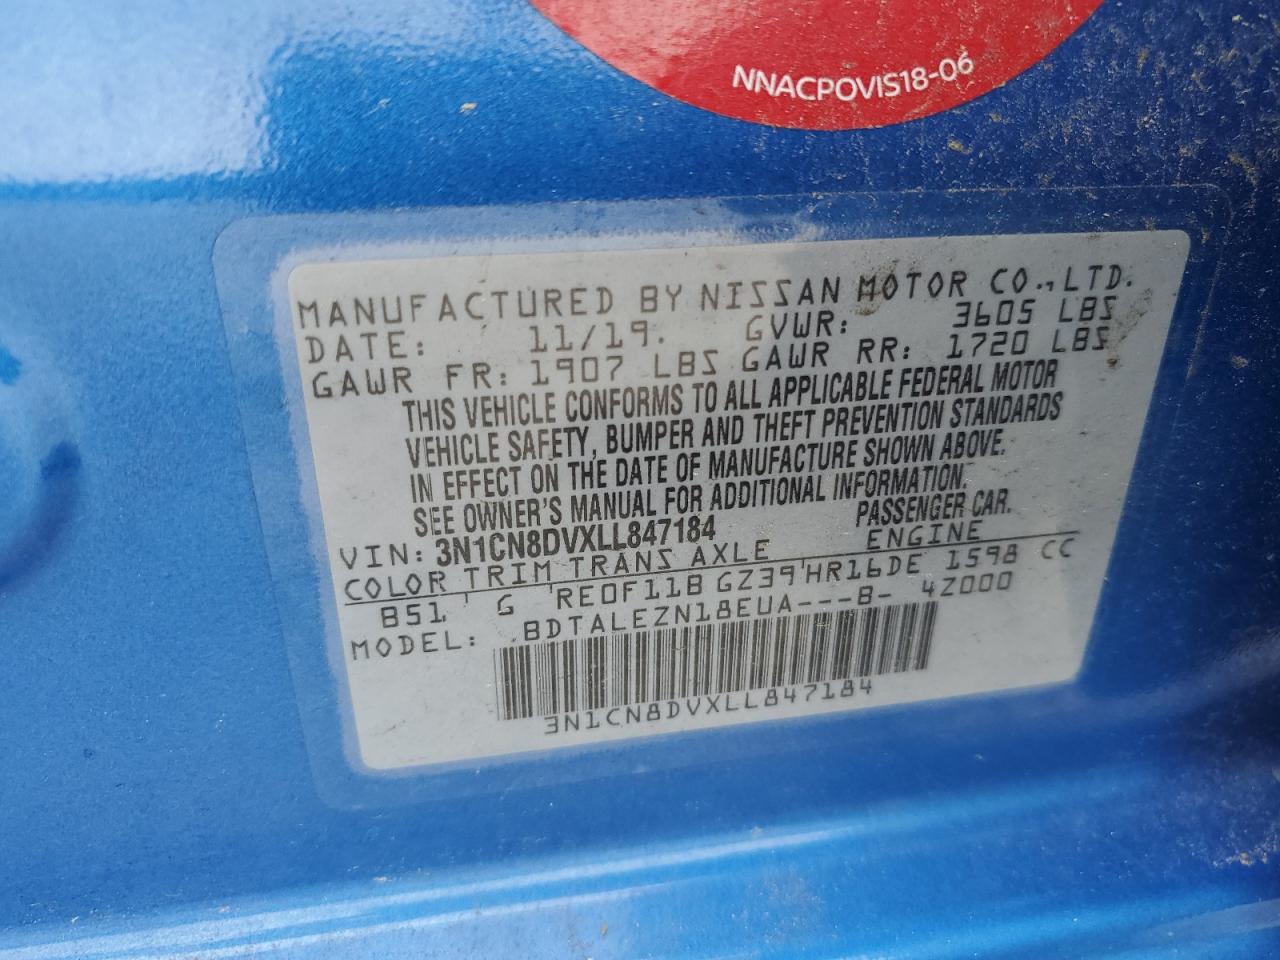 NNACPOVIS18-06
MANUFACTURED BY NISSAN MOTOR CO.,LTD.
DATE: 11/19. GVWR: 3605 LBS
GAWR FR: 1907 LBS GAWR RR: 1720 LBS
THIS VEHICLE CONFORMS TO ALL APPLICABLE FEDERAL MOTOR
VEHICLE SAFETY, BUMPER AND THEFT PREVENTION STANDARDS
IN EFFECT ON THE DATE OF MANUFACTURE SHOWN ABOVE.
SEE OWNER'S MANUAL FOR ADDITIONAL INFORMATION.
VIN: 3N1CN8DVXLL847184 PASSENGER CAR.
COLOR TRIM TRANS AXLE ENGINE
B51 G RE0F11B GZ39 HR16DE 1598 CC
MODEL: BDTALEZN18EUA---B- 4Z000
3N1CN8DVXLL847184